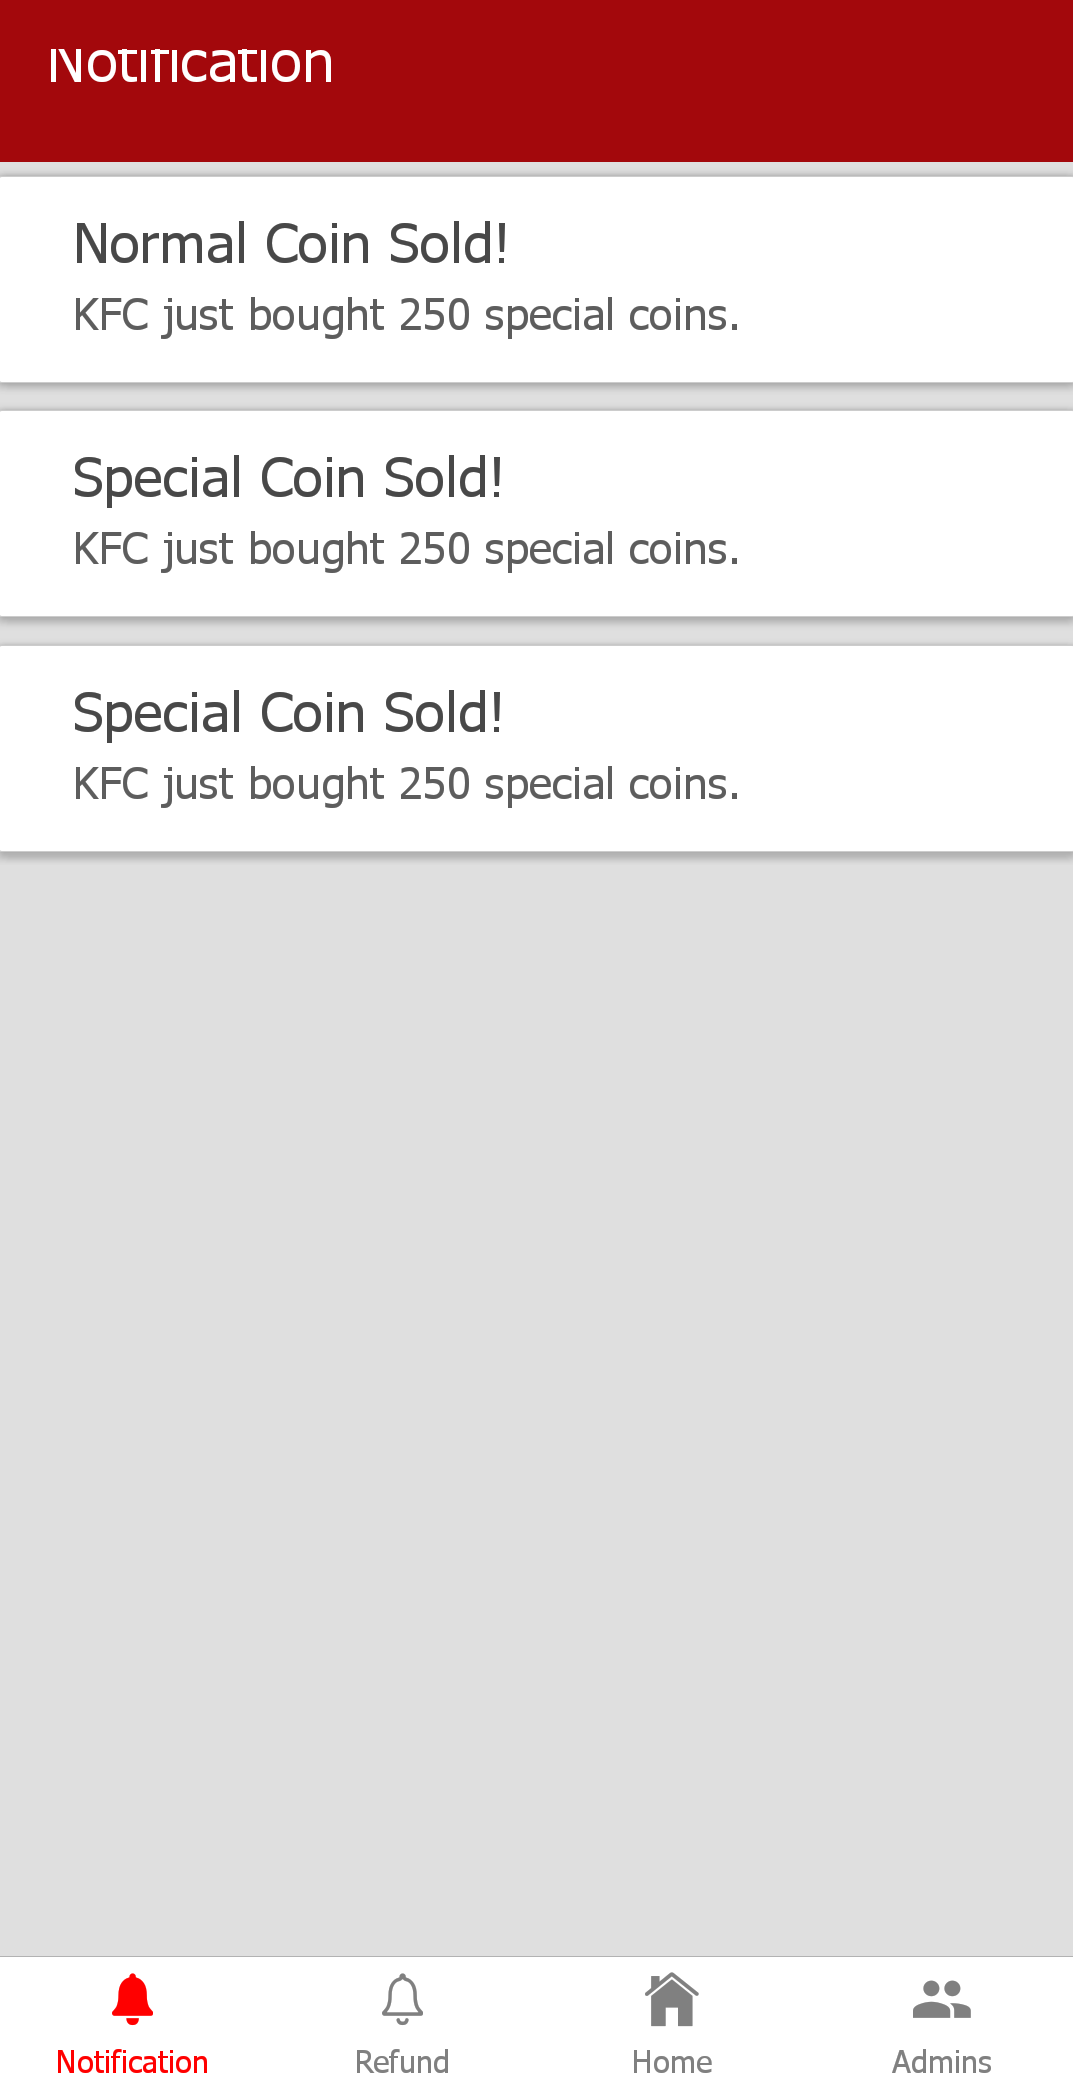 Notification
Normal Coin Sold!
KFC just bought 250 special coins.
Special Coin Sold!
KFC just bought 250 special coins.
Special Coin Sold!
KFC just bought 250 special coins.
Notification
Refund
Home
Admins